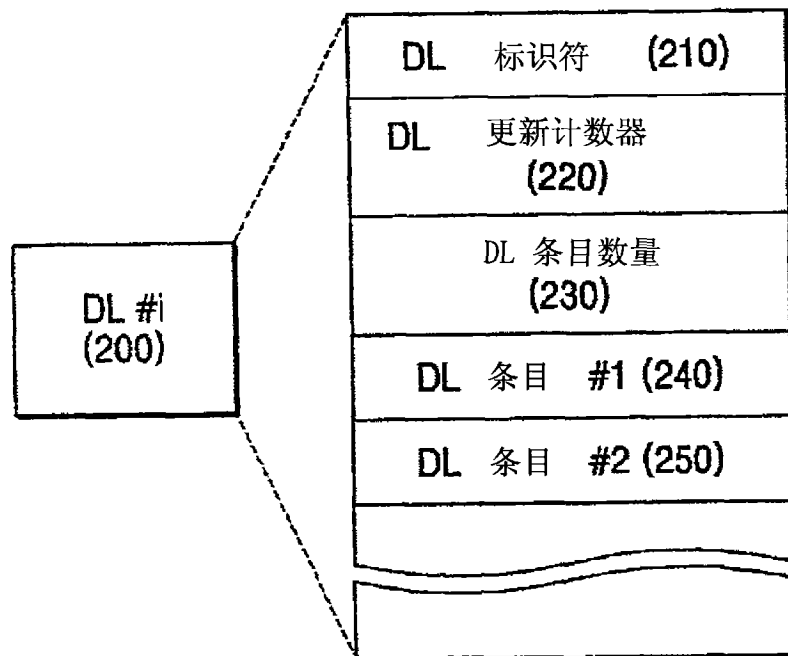 DL 标识符 (210)
DL 更新计数器
(220)
DL 条目数量
(230)
DL #i
(200)
DL 条目 #1 (240)
DL 条目 #2 (250)